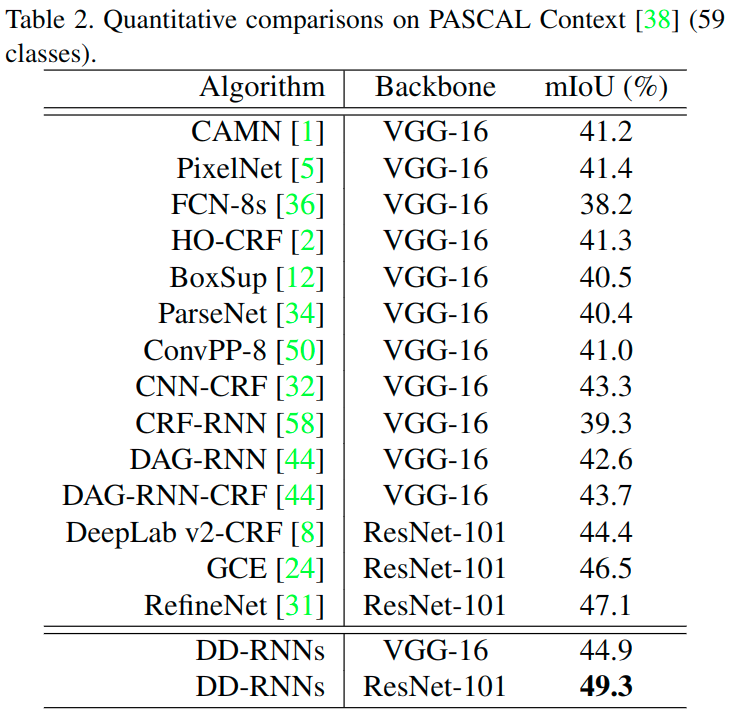 Table 2. Quantitative comparisons on PASCAL Context [38] (59
classes).
Algorithm Backbone mIoU (%)
CAMN [1] VGG-16 41.2
PixelNet [5] VGG-16 41.4
FCN-8s [36] VGG-16 38.2
HO-CRF [2] VGG-16 41.3
BoxSup [12] VGG-16 40.5
ParseNet [34] VGG-16 40.4
ConvPP-8 [50] VGG-16 41.0
CNN-CRF [32] VGG-16 43.3
CRF-RNN [58] VGG-16 39.3
DAG-RNN [44] VGG-16 42.6
DAG-RNN-CRF [44] VGG-16 43.7
DeepLab v2-CRF [8] ResNet-101 44.4
GCE [24] ResNet-101 46.5
RefineNet [31] ResNet-101 47.1
DD-RNNs VGG-16 44.9
DD-RNNs ResNet-101 49.3